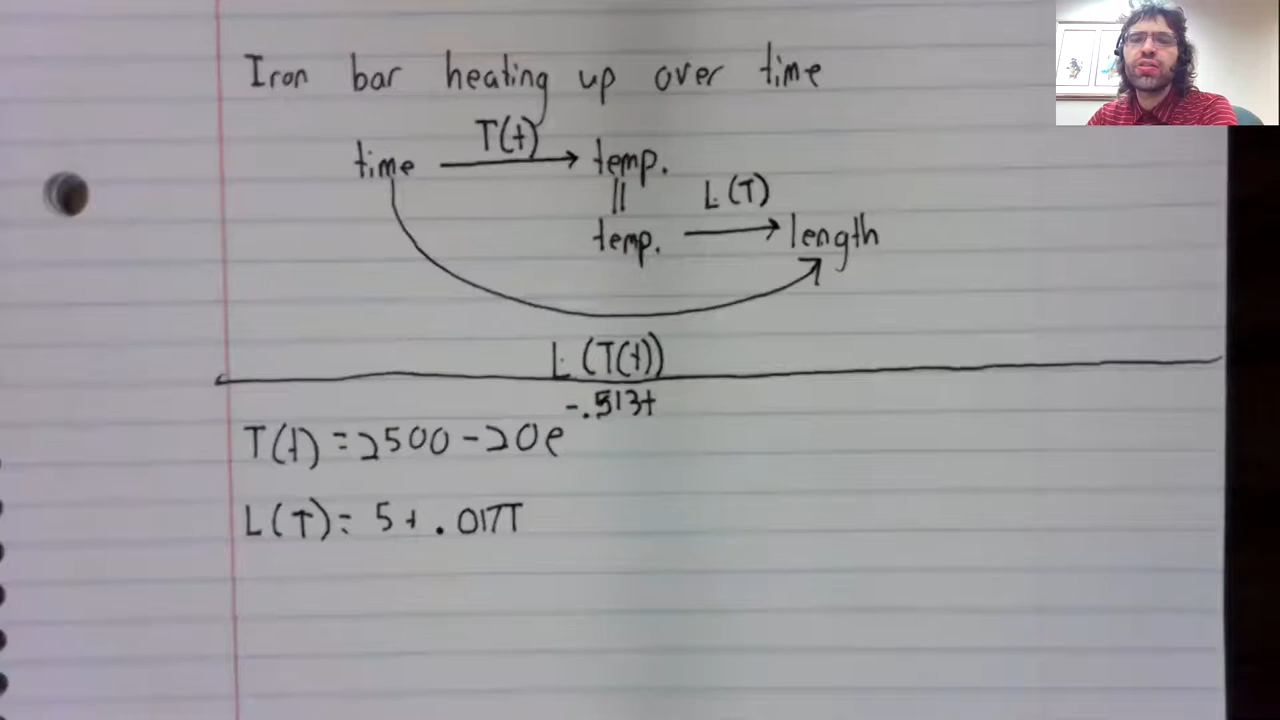 Iron bar heating up over time
T(t)
time → temp.
||
L(T)
temp. → length
L(T(t))
T(t) = 2500 - 20e^-.513t
L(T) = 5 + .017T